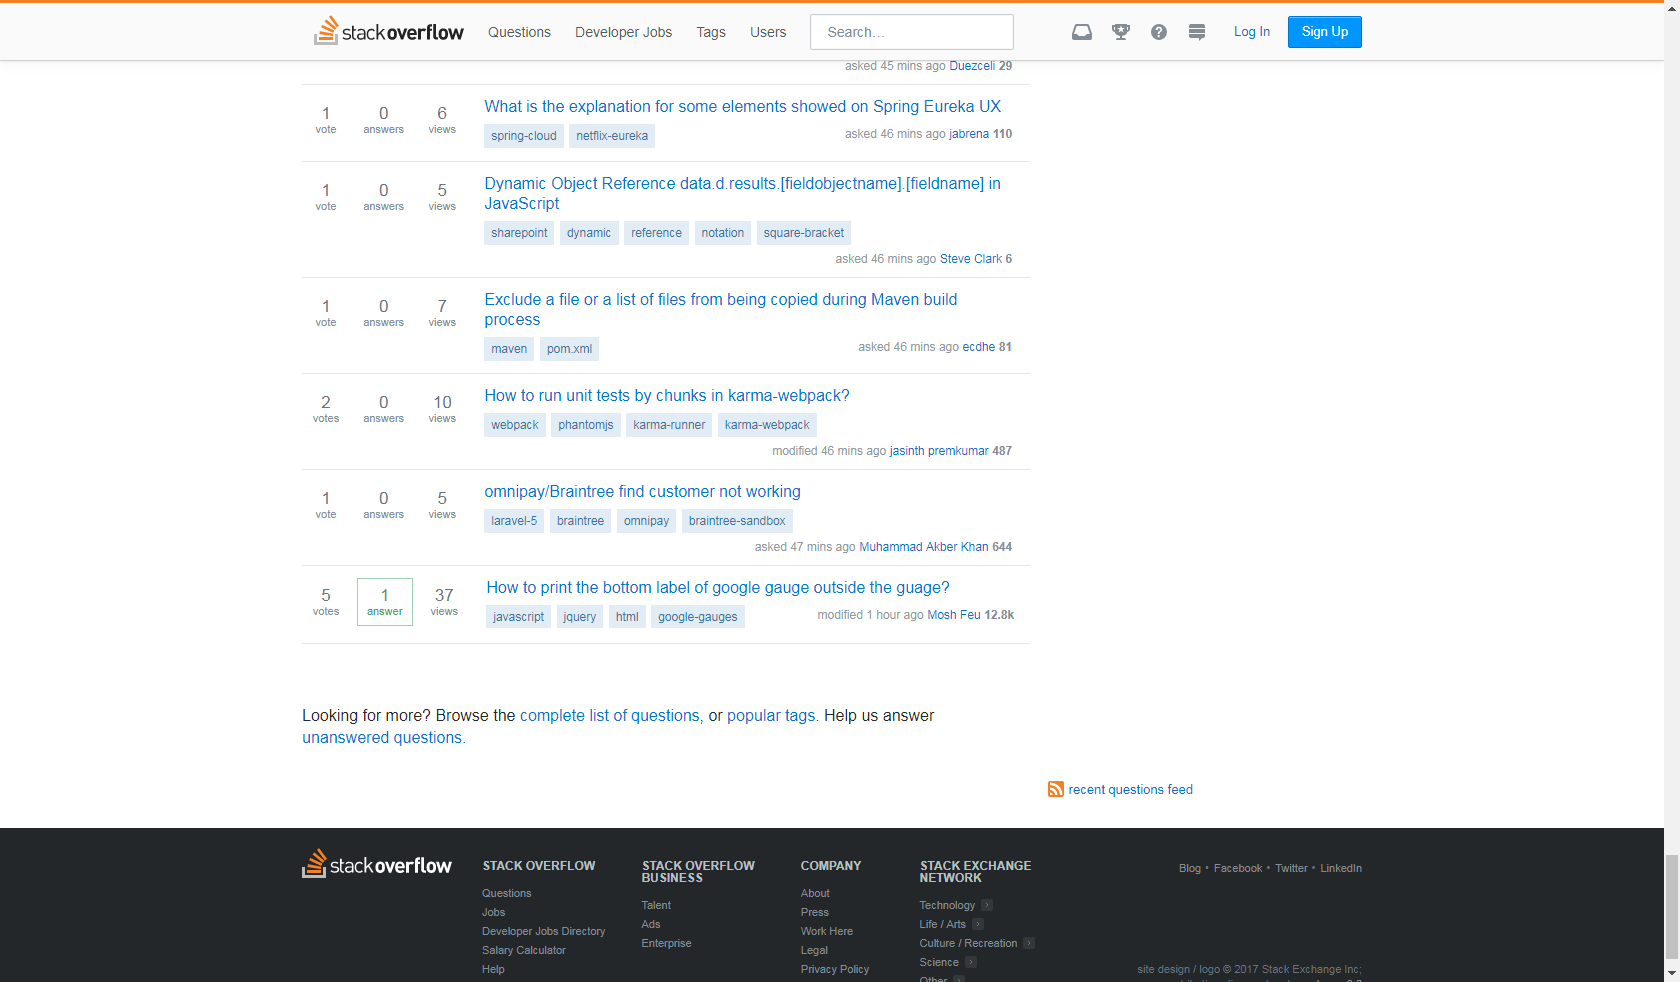 stackoverflow Questions Developer Jobs Tags Users Search... Log In Sign Up
asked 45 mins ago Duezceli 29
1 0 6 What is the explanation for some elements showed on Spring Eureka UX
vote answers views
spring-cloud netflix-eureka asked 46 mins ago jabrena 110
1 0 5 Dynamic Object Reference data.d.results.[fieldobjectname].[fieldname] in
vote answers views JavaScript
sharepoint dynamic reference notation square-bracket
asked 46 mins ago Steve Clark 6
1 0 7 Exclude a file or a list of files from being copied during Maven build
vote answers views process
maven pom.xml asked 46 mins ago ecdhe 81
2 0 10 How to run unit tests by chunks in karma-webpack?
votes answers views
webpack phantomjs karma-runner karma-webpack
modified 46 mins ago jasinth premkumar 487
1 0 5 omnipay/Braintree find customer not working
vote answers views
laravel-5 braintree omnipay braintree-sandbox
asked 47 mins ago Muhammad Akber Khan 644
5 1 37 How to print the bottom label of google gauge outside the guage?
votes answer views
javascript jquery html google-gauges modified 1 hour ago Mosh Feu 12.8k
Looking for more? Browse the complete list of questions, or popular tags. Help us answer
unanswered questions.
recent questions feed
stackoverflow
STACK OVERFLOW
Questions
Jobs
Developer Jobs Directory
Salary Calculator
Help
STACK OVERFLOW
BUSINESS
Talent
Ads
Enterprise
COMPANY
About
Press
Work Here
Legal
Privacy Policy
STACK EXCHANGE
NETWORK
Technology
Life / Arts
Culture / Recreation
Science
Other
Blog • Facebook • Twitter • LinkedIn
site design / logo © 2017 Stack Exchange Inc;